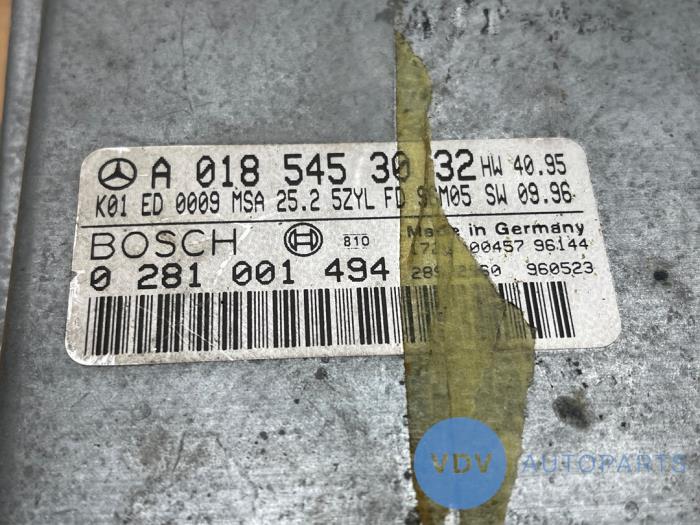 A 018 545 30 32 HW 40.95
K01 ED 0009 MSA 25.2 5ZYL FD M05 SW 09.96
BOSCH 810 Made in Germany
00457 96144
0 281 001 494 960523
VDV AUTOPARTS